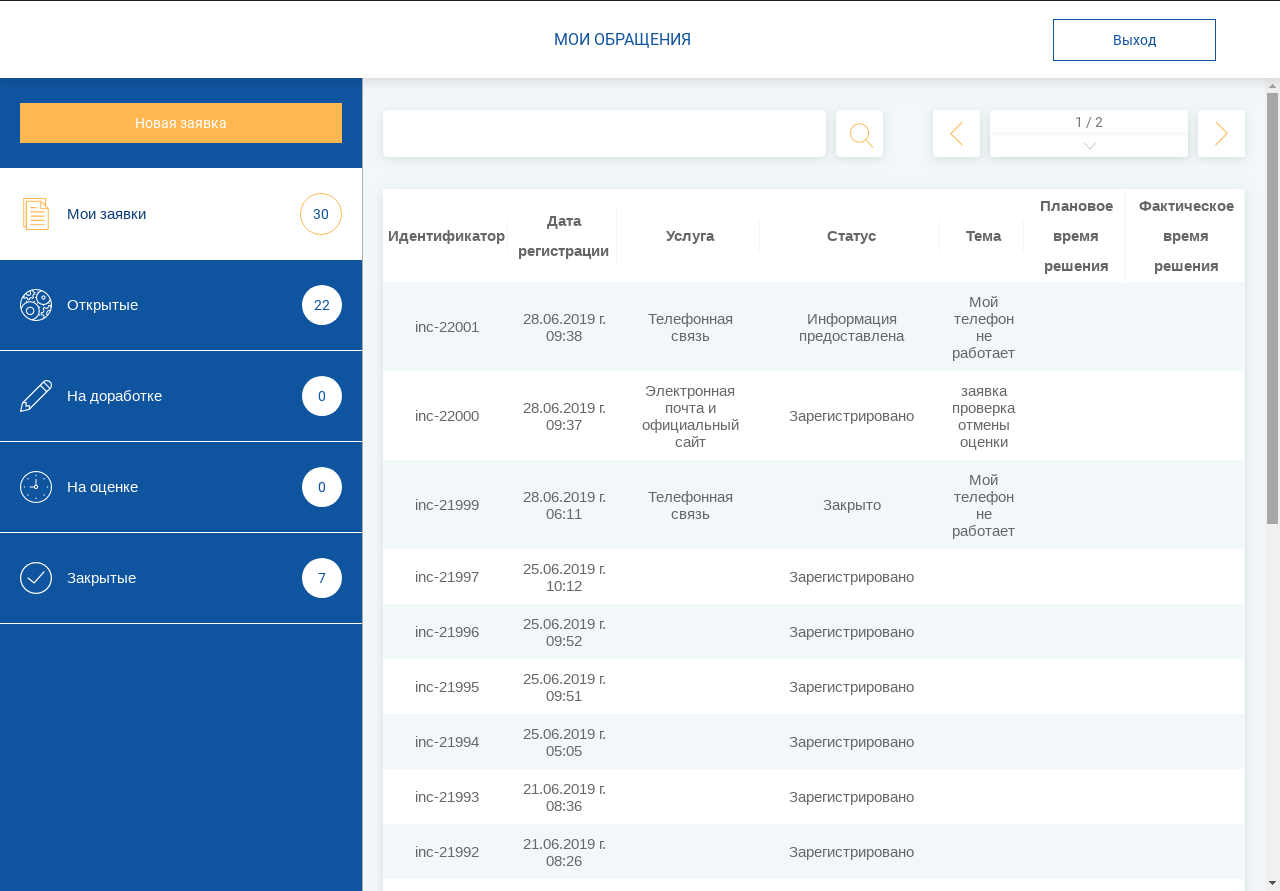 МОИ ОБРАЩЕНИЯ
Выход
Новая заявка
Мои заявки
30
Открытые
22
На доработке
0
На оценке
0
Закрытые
7
1 / 2
Идентификатор
Дата
регистрации
Услуга
Статус
Тема
Плановое
время
решения
Фактическое
время
решения
inc-22001
28.06.2019 г.
09:38
Телефонная
связь
Информация
предоставлена
Мой
телефон
не
работает
inc-22000
28.06.2019 г.
09:37
Электронная
почта и
официальный
сайт
Зарегистрировано
заявка
проверка
отмены
оценки
inc-21999
28.06.2019 г.
06:11
Телефонная
связь
Закрыто
Мой
телефон
не
работает
inc-21997
25.06.2019 г.
10:12
Зарегистрировано
inc-21996
25.06.2019 г.
09:52
Зарегистрировано
inc-21995
25.06.2019 г.
09:51
Зарегистрировано
inc-21994
25.06.2019 г.
05:05
Зарегистрировано
inc-21993
21.06.2019 г.
08:36
Зарегистрировано
inc-21992
21.06.2019 г.
08:26
Зарегистрировано